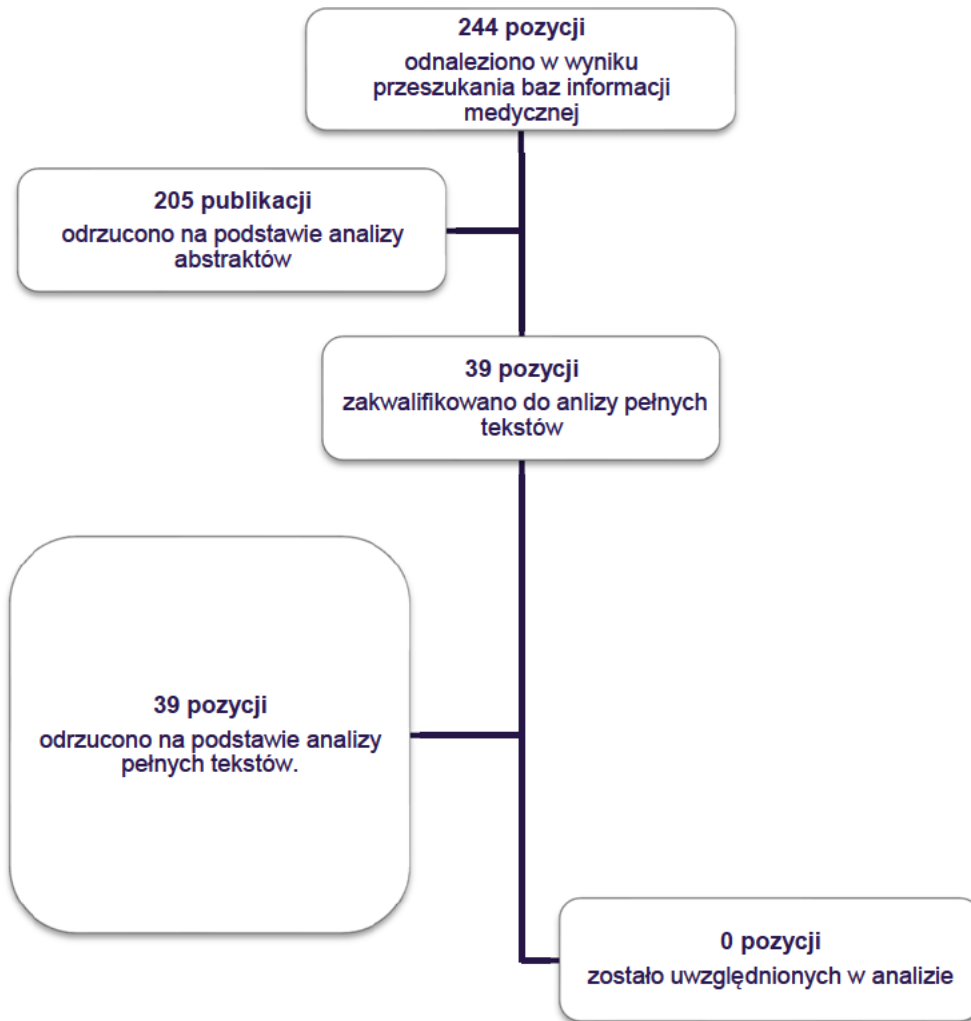 244 pozycji
odnaleziono w wyniku
przeszukania baz informacji
medycznej
205 publikacji
odrzucono na podstawie analizy
abstraktów
39 pozycji
zakwalifikowano do anlizy pełnych
tekstów
39 pozycji
odrzucono na podstawie analizy
pełnych tekstów.
0 pozycji
zostało uwzględnionych w analizie